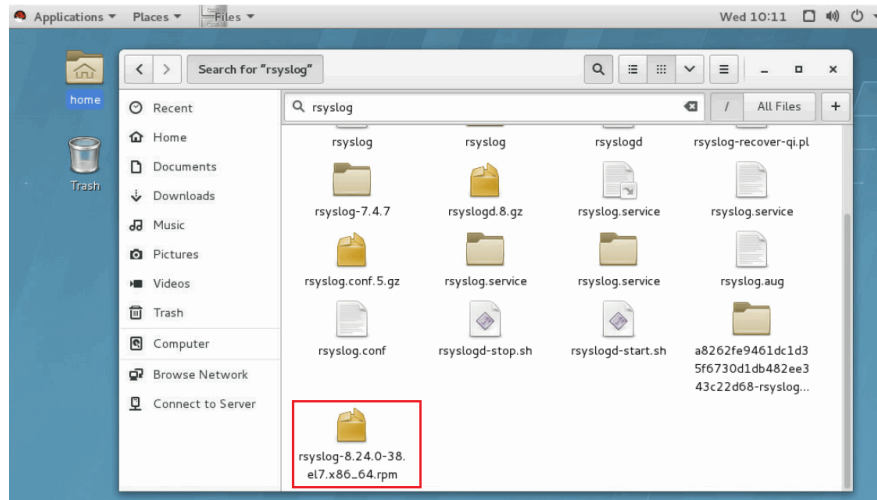 Applications Places Files Wed 10:11
home
Trash
Search for "rsyslog"
Recent
Home
Documents
Downloads
Music
Pictures
Videos
Trash
Computer
Browse Network
Connect to Server
rsyslog / All Files +
rsyslog rsyslog rsyslogd rsyslog-recover-qi.pl
rsyslog-7.4.7 rsyslogd.8.gz rsyslog.service rsyslog.service
rsyslog.conf.5.gz rsyslog.service rsyslog.service rsyslog.aug
rsyslog.conf rsyslogd-stop.sh rsyslogd-start.sh a8262fe9461dc1d3
5f6730d1db482ee3
43c22d68-rsyslog...
rsyslog-8.24.0-38.
el7.x86_64.rpm